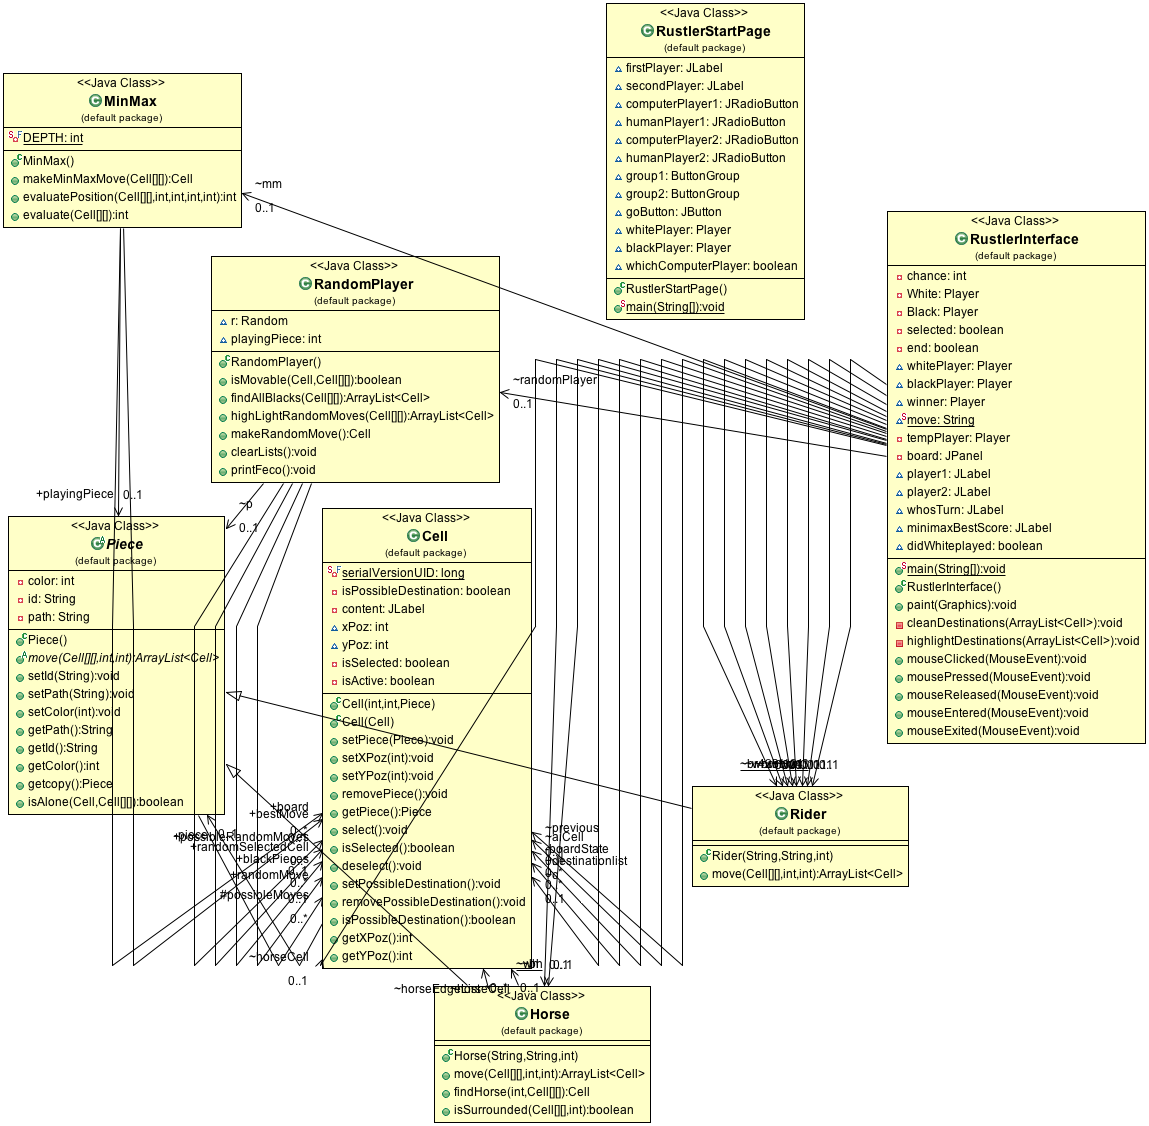 <<Java Class>>
RustlerStartPage
(default package)
firstPlayer: JLabel
secondPlayer: JLabel
computerPlayer1: JRadioButton
humanPlayer1: JRadioButton
computerPlayer2: JRadioButton
humanPlayer2: JRadioButton
group1: ButtonGroup
group2: ButtonGroup
goButton: JButton
whitePlayer: Player
blackPlayer: Player
whichComputerPlayer: boolean
RustlerStartPage()
main(String[]):void
<<Java Class>>
MinMax
(default package)
DEPTH: int
MinMax()
makeMinMaxMove(Cell[][]):Cell
evaluatePosition(Cell[][],int,int,int,int):int
evaluate(Cell[][]):int
~mm
0..1
<<Java Class>>
RustlerInterface
(default package)
chance: int
White: Player
Black: Player
selected: boolean
end: boolean
whitePlayer: Player
blackPlayer: Player
winner: Player
move: String
tempPlayer: Player
board: JPanel
player1: JLabel
player2: JLabel
whosTurn: JLabel
minimaxBestScore: JLabel
didWhiteplayed: boolean
main(String[]):void
RustlerInterface()
paint(Graphics):void
cleanDestinations(ArrayList<Cell>):void
highlightDestinations(ArrayList<Cell>):void
mouseClicked(MouseEvent):void
mousePressed(MouseEvent):void
mouseReleased(MouseEvent):void
mouseEntered(MouseEvent):void
mouseExited(MouseEvent):void
<<Java Class>>
RandomPlayer
(default package)
r: Random
playingPiece: int
RandomPlayer()
isMovable(Cell,Cell[][]):boolean
findAllBlacks(Cell[][]):ArrayList<Cell>
highLightRandomMoves(Cell[][]):ArrayList<Cell>
makeRandomMove():Cell
clearLists():void
printFeco():void
~randomPlayer
0..1
+playingPiece
0..1
~p
0..1
<<Java Class>>
Piece
(default package)
color: int
id: String
path: String
Piece()
move(Cell[][],int,int):ArrayList<Cell>
setId(String):void
setPath(String):void
setColor(int):void
getPath():String
getId():String
getColor():int
getcopy():Piece
isAlone(Cell,Cell[][]):boolean
<<Java Class>>
Cell
(default package)
serialVersionUID: long
isPossibleDestination: boolean
content: JLabel
xPoz: int
yPoz: int
isSelected: boolean
isActive: boolean
Cell(int,int,Piece)
Cell(Cell)
setPiece(Piece):void
setXPoz(int):void
setYPoz(int):void
removePiece():void
getPiece():Piece
select():void
isSelected():boolean
deselect():void
setPossibleDestination():void
removePossibleDestination():void
isPossibleDestination():boolean
getXPoz():int
getYPoz():int
+board
+bestMove
+possibleRandomMoves
+randomSelectedCell
+blackPieces
+randomMove
#possibleMoves
0..*
~horseCell
0..1
~previous
0..*
0..1
<<Java Class>>
Rider
(default package)
Rider(String,String,int)
move(Cell[][],int,int):ArrayList<Cell>
0..1
<<Java Class>>
Horse
(default package)
Horse(String,String,int)
move(Cell[][],int,int):ArrayList<Cell>
findHorse(int,Cell[][]):Cell
isSurrounded(Cell[][],int):boolean